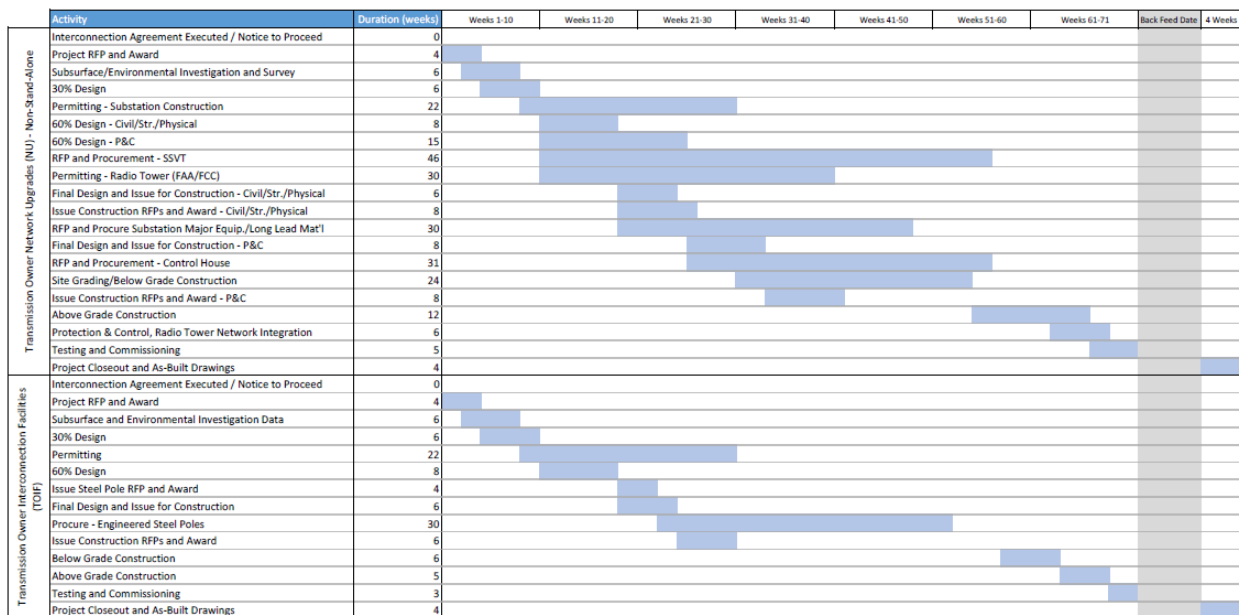 Activity Duration (weeks) Weeks 1-10 Weeks 11-20 Weeks 21-30 Weeks 31-40 Weeks 41-50 Weeks 51-60 Weeks 61-71 Back Feed Date 4 Weeks
Transmission Owner Network Upgrades (NU) - Non-Stand-Alone
Interconnection Agreement Executed / Notice to Proceed 0
Project RFP and Award 4
Subsurface/Environmental Investigation and Survey 6
30% Design 6
Permitting - Substation Construction 22
60% Design - Civil/Str./Physical 8
60% Design - P&C 15
RFP and Procurement - SSVT 46
Permitting - Radio Tower (FAA/FCC) 30
Final Design and Issue for Construction - Civil/Str./Physical 6
Issue Construction RFPs and Award - Civil/Str./Physical 8
RFP and Procure Substation Major Equip./Long Lead Mat'l 30
Final Design and Issue for Construction - P&C 8
RFP and Procurement - Control House 31
Site Grading/Below Grade Construction 24
Issue Construction RFPs and Award - P&C 8
Above Grade Construction 12
Protection & Control, Radio Tower Network Integration 6
Testing and Commissioning 5
Project Closeout and As-Built Drawings 4
Transmission Owner Interconnection Facilities
(TOIF)
Interconnection Agreement Executed / Notice to Proceed 0
Project RFP and Award 4
Subsurface and Environmental Investigation Data 6
30% Design 6
Permitting 22
60% Design 8
Issue Steel Pole RFP and Award 4
Final Design and Issue for Construction 6
Procure - Engineered Steel Poles 30
Issue Construction RFPs and Award 6
Below Grade Construction 6
Above Grade Construction 5
Testing and Commissioning 3
Project Closeout and As-Built Drawings 4